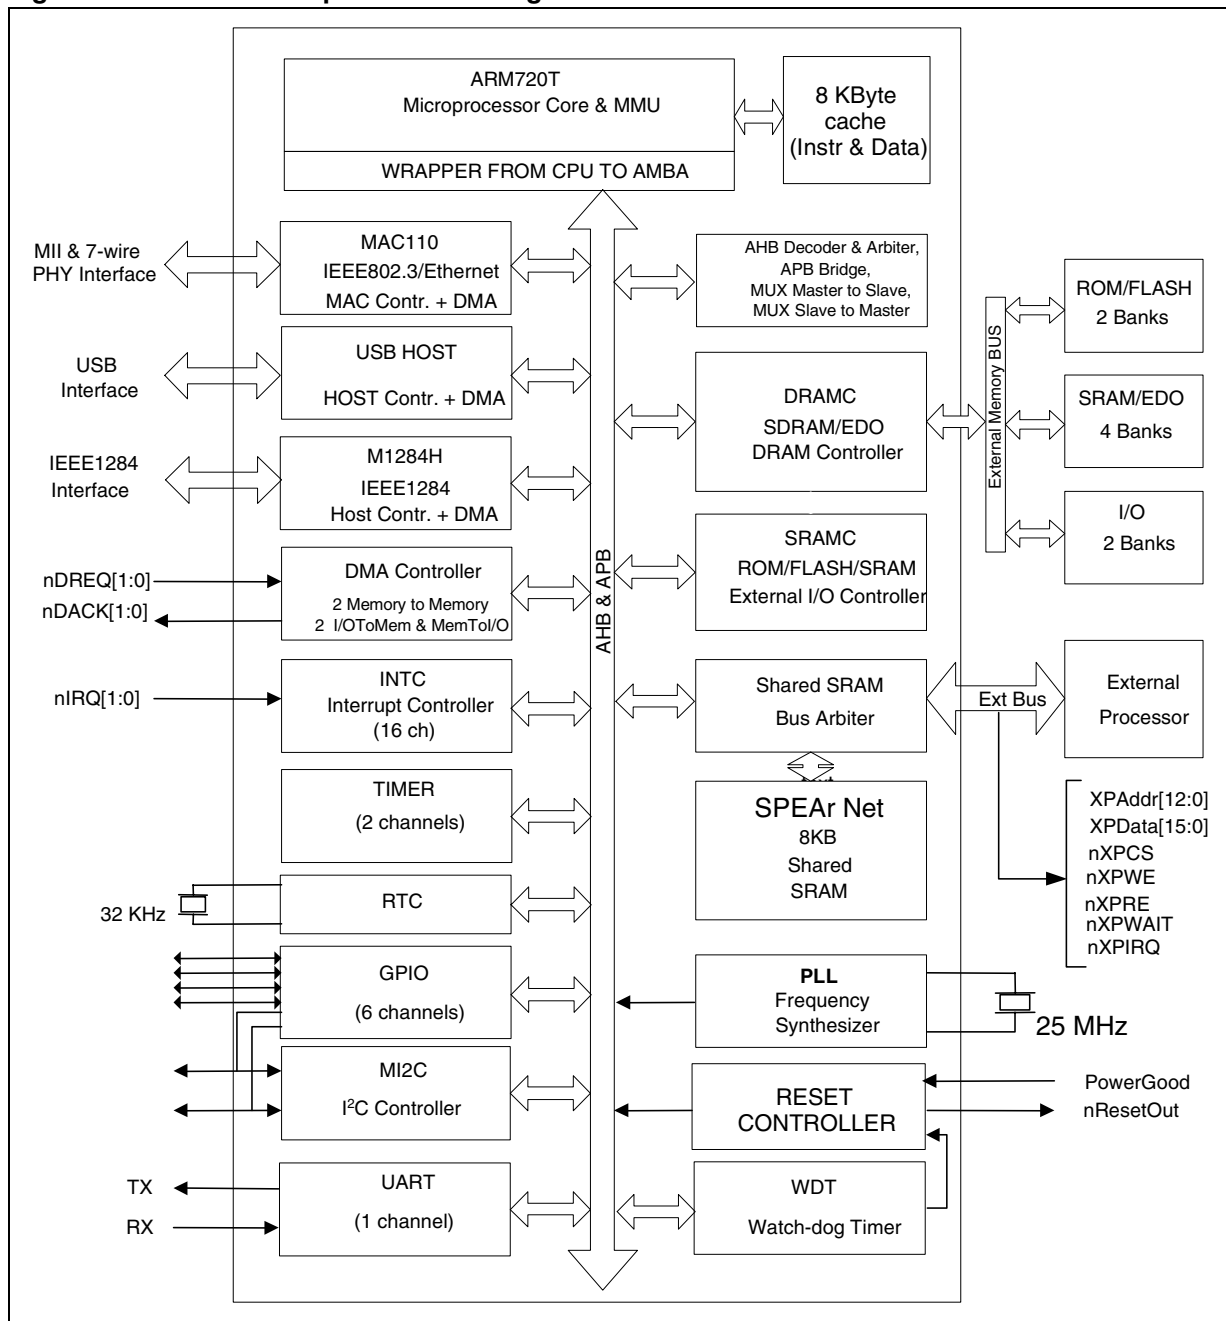 ARM720T
Microprocessor Core & MMU
WRAPPER FROM CPU TO AMBA
8 KByte
cache
(Instr & Data)
MII & 7-wire
PHY Interface
MAC110
IEEE802.3/Ethernet
MAC Contr. + DMA
AHB Decoder & Arbiter,
APB Bridge,
MUX Master to Slave,
MUX Slave to Master
ROM/FLASH
2 Banks
USB
Interface
USB HOST
HOST Contr. + DMA
DRAMC
SDRAM/EDO
DRAM Controller
External Memory BUS
SRAM/EDO
4 Banks
IEEE1284
Interface
M1284H
IEEE1284
Host Contr. + DMA
I/O
2 Banks
nDREQ[1:0]
nDACK[1:0]
DMA Controller
2 Memory to Memory
2 I/OToMem & MemToI/O
AHB & APB
SRAMC
ROM/FLASH/SRAM
External I/O Controller
nIRQ[1:0]
INTC
Interrupt Controller
(16 ch)
Shared SRAM
Bus Arbiter
Ext Bus
External
Processor
TIMER
(2 channels)
SPEAr Net
8KB
Shared
SRAM
XPAddr[12:0]
XPData[15:0]
nXPCS
nXPWE
nXPRE
nXPWAIT
nXPIRQ
32 KHz
RTC
GPIO
(6 channels)
PLL
Frequency
Synthesizer
25 MHz
MI2C
I²C Controller
RESET
CONTROLLER
PowerGood
nResetOut
TX
RX
UART
(1 channel)
WDT
Watch-dog Timer